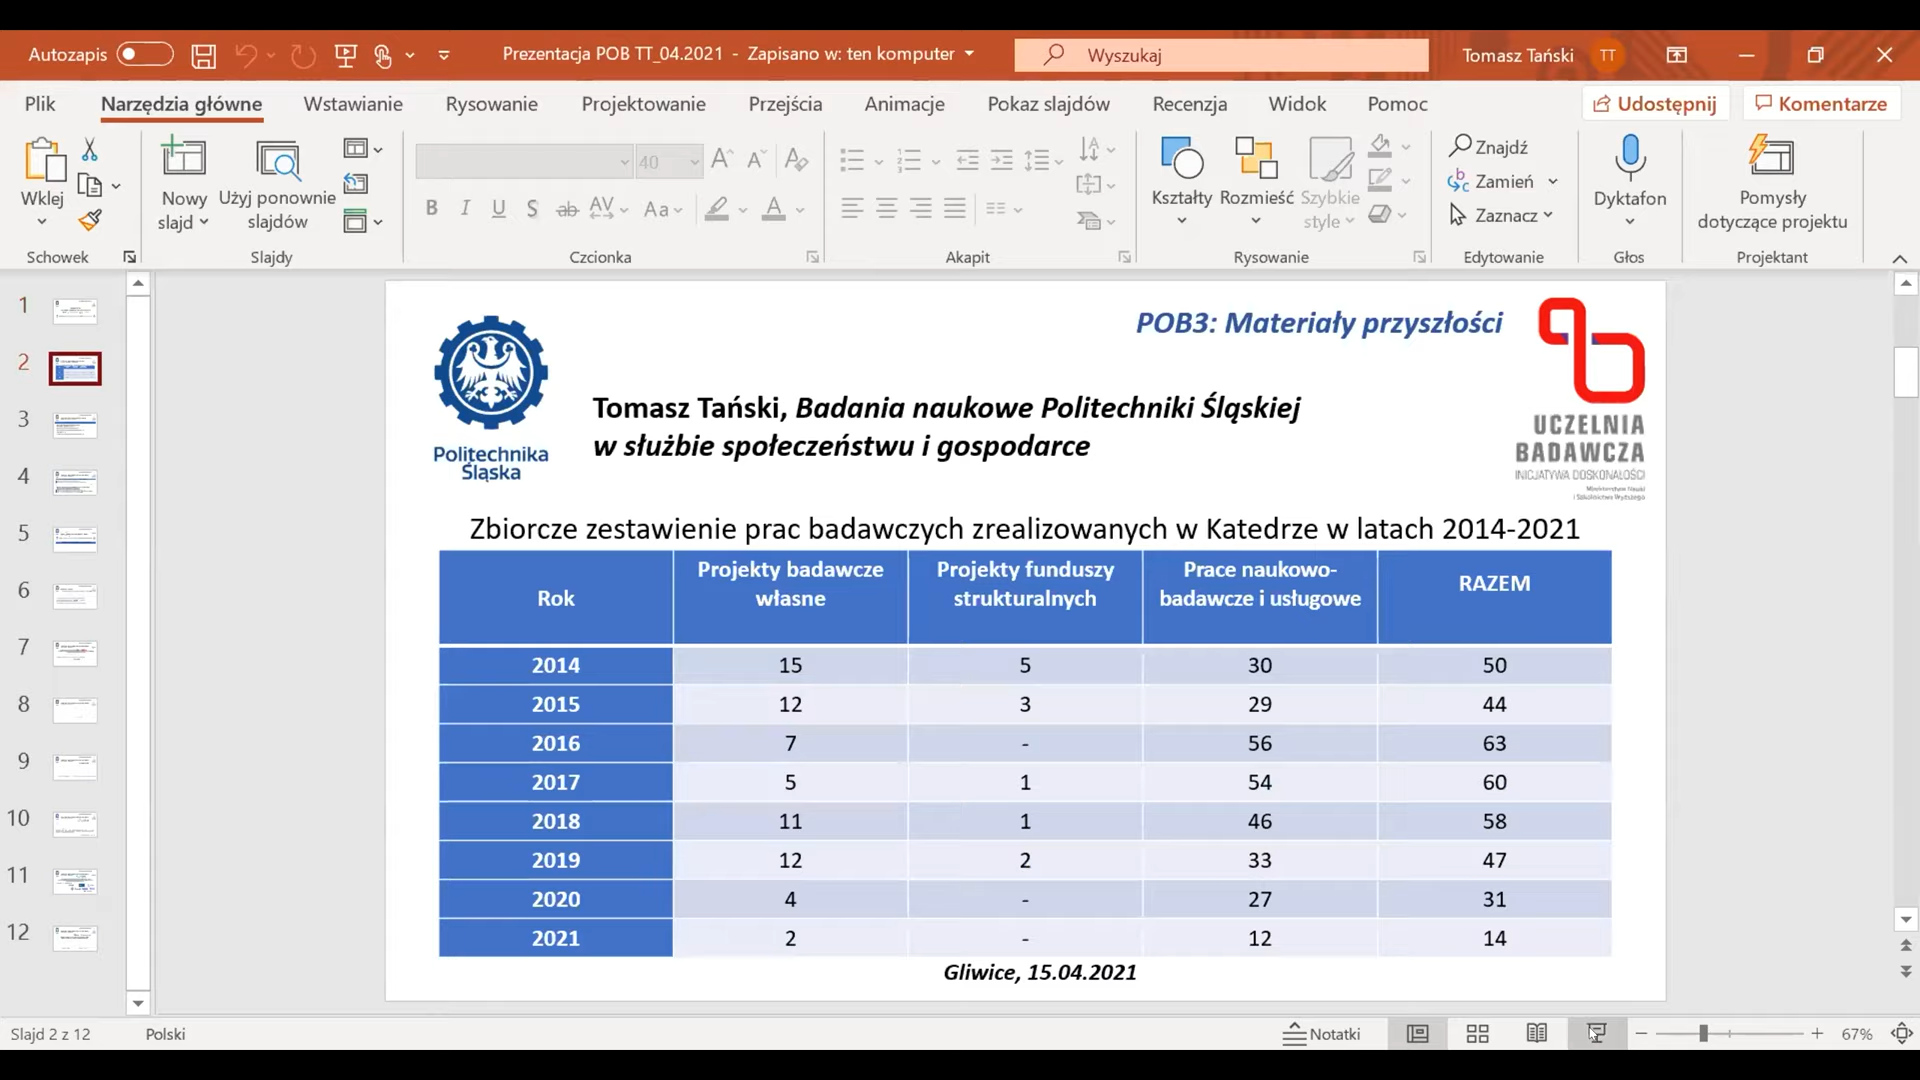 Autozapis
Prezentacja POB TT_04.2021 - Zapisano w: ten komputer
Wyszukaj
Tomasz Tański TT
Plik Narzędzia główne Wstawianie Rysowanie Projektowanie Przejścia Animacje Pokaz slajdów Recenzja Widok Pomoc Udostępnij Komentarze
Wklej
Nowy slajd
Użyj ponownie slajdów
40
Kształty Rozmieść Szybkie style
Znajdź
Zamień
Zaznacz
Dyktafon
Pomysły dotyczące projektu
Schowek Slajdy Czcionka Akapit Rysowanie Edytowanie Głos Projektant
1
2
3
4
5
6
7
8
9
10
11
12
Politechnika
Śląska
POB3: Materiały przyszłości
Tomasz Tański, Badania naukowe Politechniki Śląskiej
w służbie społeczeństwu i gospodarce
UCZELNIA
BADAWCZA
INICJATYWA DOSKONAŁOŚCI
Ministerstwo Nauki
i Szkolnictwa Wyższego
Zbiorcze zestawienie prac badawczych zrealizowanych w Katedrze w latach 2014-2021
Rok Projekty badawcze własne Projekty funduszy strukturalnych Prace naukowo-badawcze i usługowe RAZEM
2014 15 5 30 50
2015 12 3 29 44
2016 7 - 56 63
2017 5 1 54 60
2018 11 1 46 58
2019 12 2 33 47
2020 4 - 27 31
2021 2 - 12 14
Gliwice, 15.04.2021
Slajd 2 z 12 Polski Notatki 67%